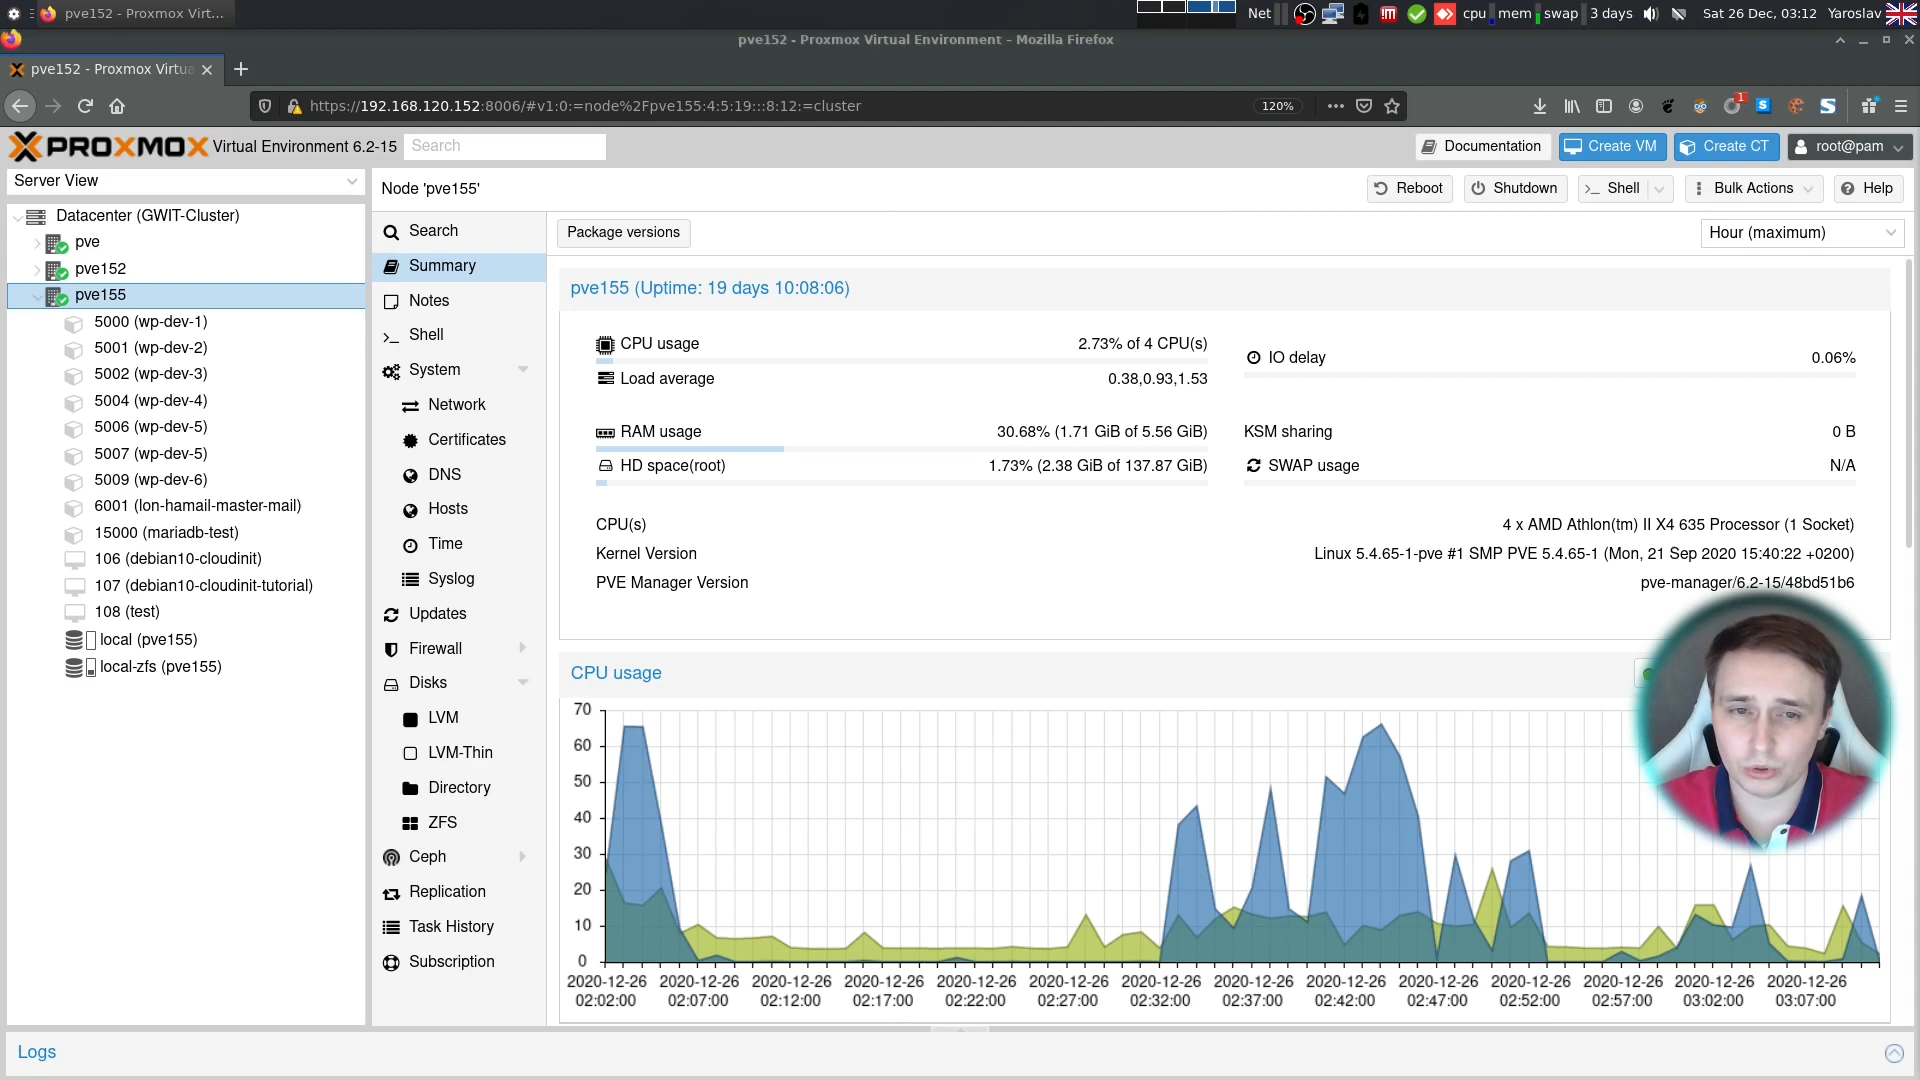 pve152 - Proxmox Virt...
Net
cpu
mem
swap
3 days
Sat 26 Dec, 03:12
Yaroslav
pve152 - Proxmox Virtual Environment - Mozilla Firefox
pve152 - Proxmox Virtua
https://192.168.120.152:8006/#v1:0:=node%2Fpve155:4:5:19:::8:12:=cluster
120%
1
PROXMOX
Virtual Environment 6.2-15
Search
Documentation
Create VM
Create CT
root@pam
Server View
Node 'pve155'
Reboot
Shutdown
Shell
Bulk Actions
Help
Datacenter (GWIT-Cluster)
pve
pve152
pve155
5000 (wp-dev-1)
5001 (wp-dev-2)
5002 (wp-dev-3)
5004 (wp-dev-4)
5006 (wp-dev-5)
5007 (wp-dev-5)
5009 (wp-dev-6)
6001 (lon-hamail-master-mail)
15000 (mariadb-test)
106 (debian10-cloudinit)
107 (debian10-cloudinit-tutorial)
108 (test)
local (pve155)
local-zfs (pve155)
Search
Summary
Notes
Shell
System
Network
Certificates
DNS
Hosts
Time
Syslog
Updates
Firewall
Disks
LVM
LVM-Thin
Directory
ZFS
Ceph
Replication
Task History
Subscription
Package versions
Hour (maximum)
pve155 (Uptime: 19 days 10:08:06)
CPU usage
2.73% of 4 CPU(s)
IO delay
0.06%
Load average
0.38,0.93,1.53
RAM usage
30.68% (1.71 GiB of 5.56 GiB)
KSM sharing
0 B
HD space(root)
1.73% (2.38 GiB of 137.87 GiB)
SWAP usage
N/A
CPU(s)
4 x AMD Athlon(tm) II X4 635 Processor (1 Socket)
Kernel Version
Linux 5.4.65-1-pve #1 SMP PVE 5.4.65-1 (Mon, 21 Sep 2020 15:40:22 +0200)
PVE Manager Version
pve-manager/6.2-15/48bd51b6
CPU usage
70
60
50
40
30
20
10
0
2020-12-26 2020-12-26 2020-12-26 2020-12-26 2020-12-26 2020-12-26 2020-12-26 2020-12-26 2020-12-26 2020-12-26 2020-12-26 2020-12-26 2020-12-26 2020-12-26
02:02:00 02:07:00 02:12:00 02:17:00 02:22:00 02:27:00 02:32:00 02:37:00 02:42:00 02:47:00 02:52:00 02:57:00 03:02:00 03:07:00
Logs